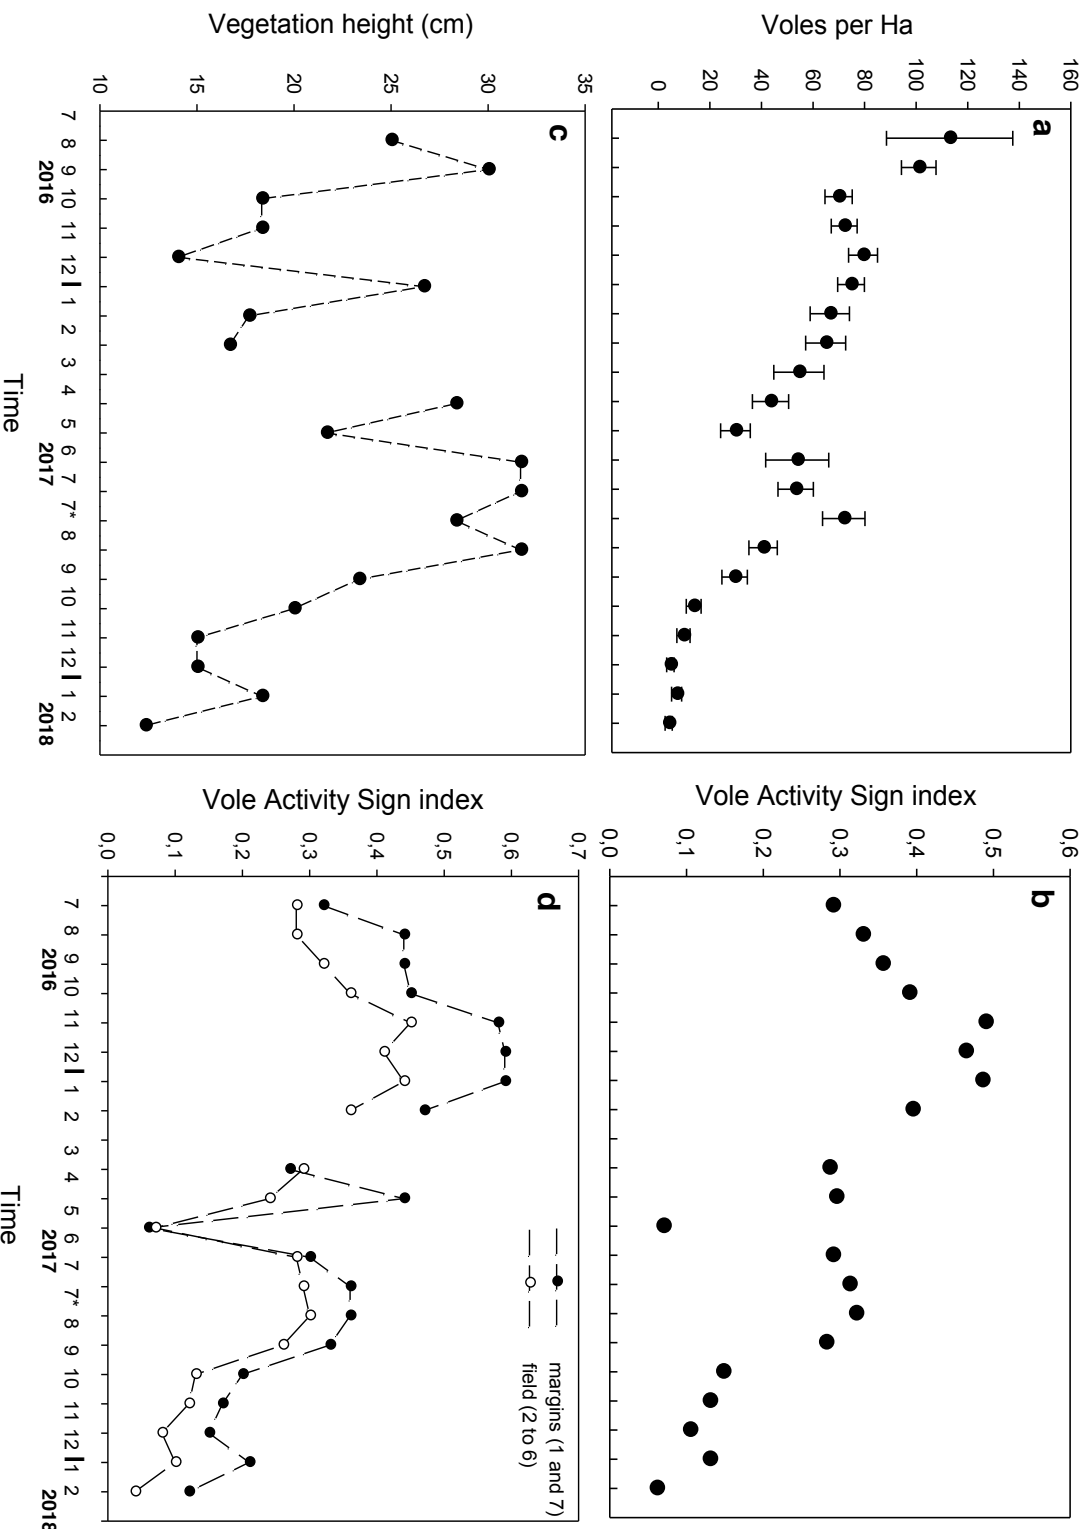 a
Voles per Ha
160
140
120
100
80
60
40
20
0
b
Vole Activity Sign index
0,5
0,4
0,3
0,2
0,1
0,0
c
Vegetation height (cm)
35
30
25
20
15
10
7 8 9 10 11 12 I 1 2 3 4 5 6 7 7* 8 9 10 11 12 I 1 2
2016 2017 2018
Time
d
margins (1 and 7)
field (2 to 6)
Vole Activity Sign index
0,7
0,6
0,5
0,4
0,3
0,2
0,1
0,0
7 8 9 10 11 12 I 1 2 3 4 5 6 7 7* 8 9 10 11 12 I 1 2
2016 2017 2018
Time